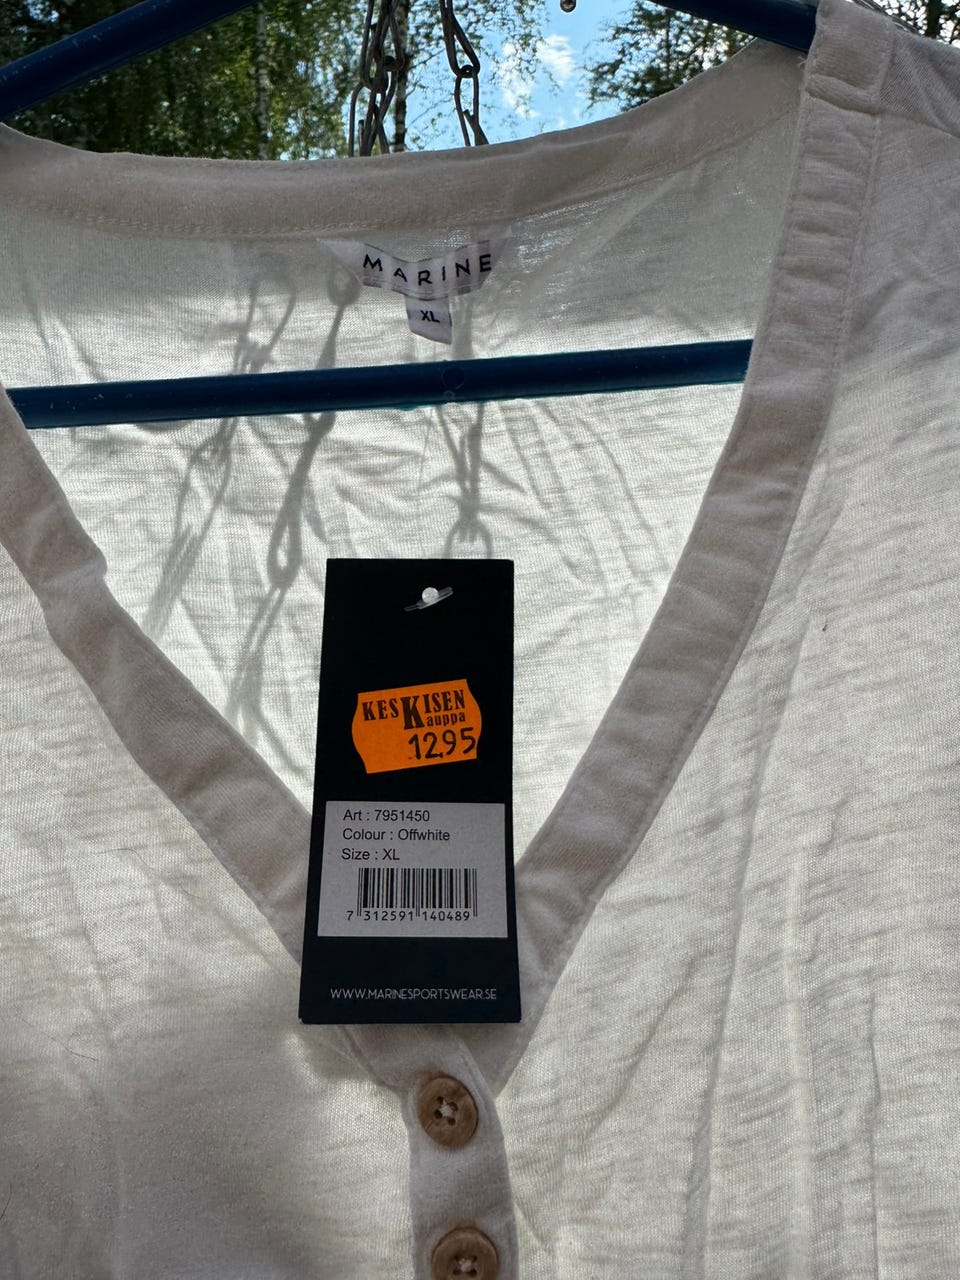 MARINE
XL
KESKISEN
Kauppa
12.95
Art : 7951450
Colour : Offwhite
Size : XL
7 312591 140489
WWW.MARINESPORTSWEAR.SE